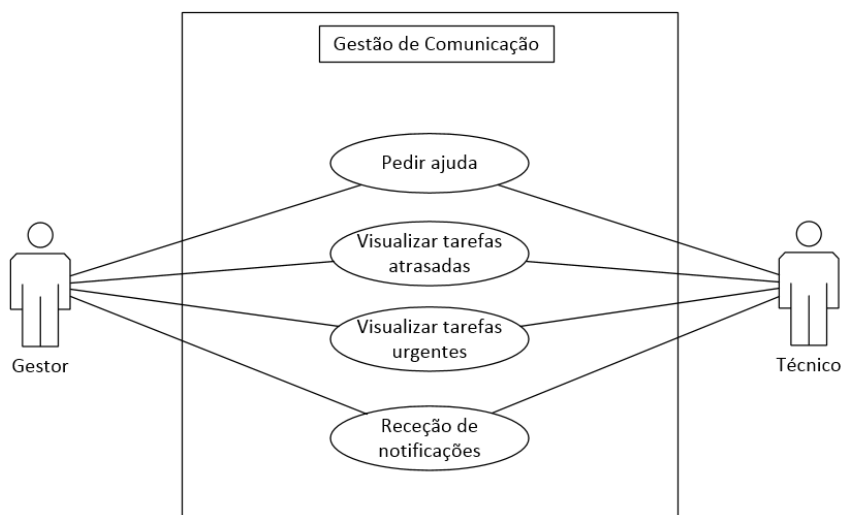 Gestão de Comunicação
Pedir ajuda
Visualizar tarefas
atrasadas
Visualizar tarefas
urgentes
Receção de
notificações
Gestor
Técnico